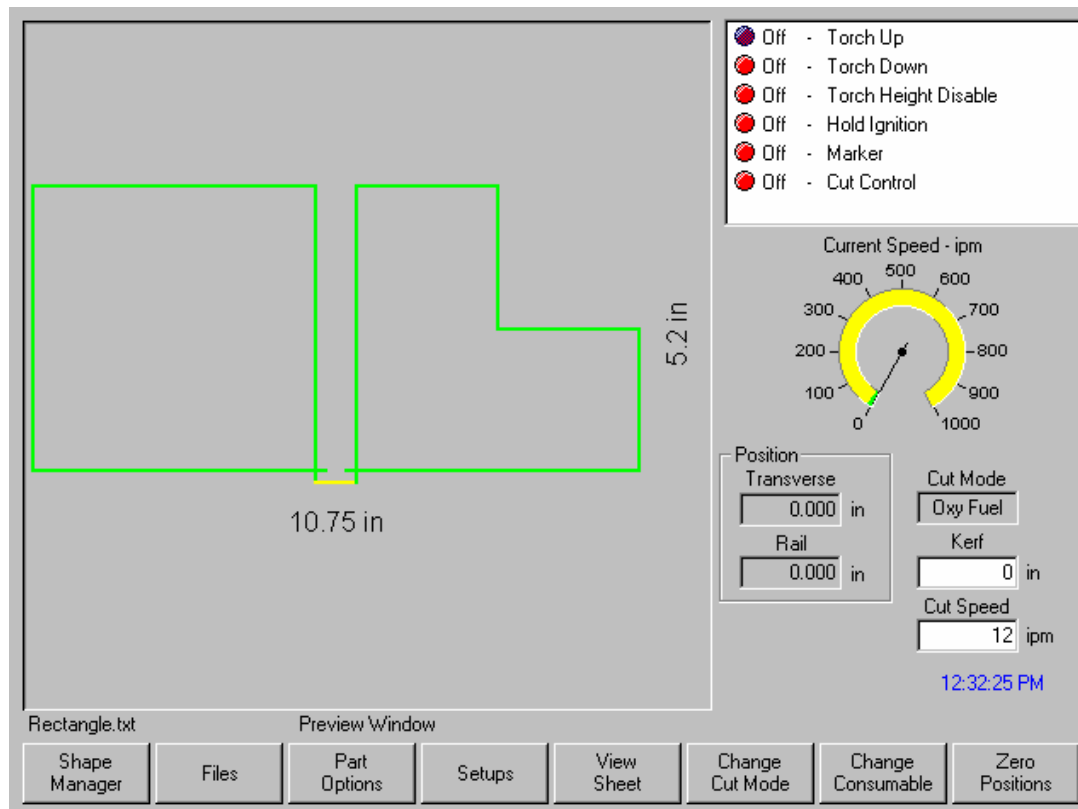 Off - Torch Up
Off - Torch Down
Off - Torch Height Disable
Off - Hold Ignition
Off - Marker
Off - Cut Control
5.2 in
10.75 in
Current Speed - ipm
0
100
200
300
400
500
600
700
800
900
1000
Position
Transverse
0.000 in
Rail
0.000 in
Cut Mode
Oxy Fuel
Kerf
0 in
Cut Speed
12 ipm
12:32:25 PM
Rectangle.txt
Preview Window
Shape
Manager
Files
Part
Options
Setups
View
Sheet
Change
Cut Mode
Change
Consumable
Zero
Positions